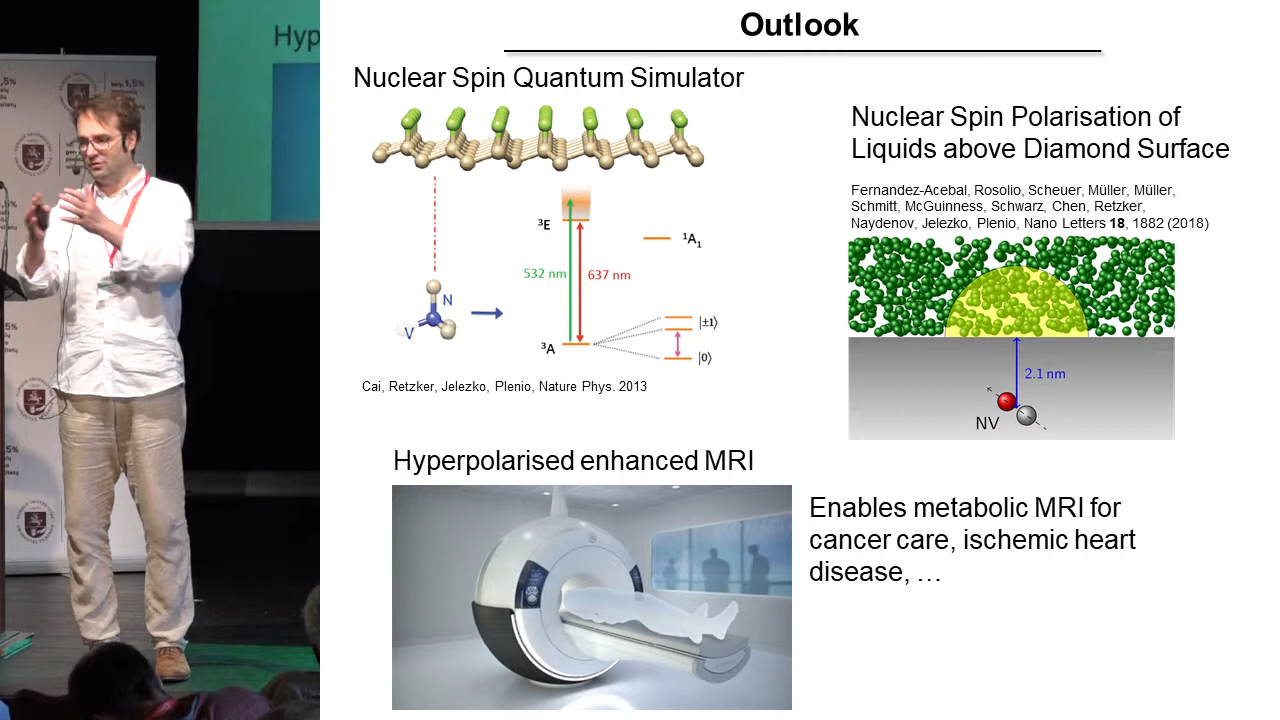 Hyp
Outlook
Nuclear Spin Quantum Simulator
³E
¹A₁
532 nm
637 nm
N
V
|±1⟩
³A
|0⟩
Cai, Retzker, Jelezko, Plenio, Nature Phys. 2013
Nuclear Spin Polarisation of
Liquids above Diamond Surface
Fernandez-Acebal, Rosolio, Scheuer, Müller, Müller,
Schmitt, McGuinness, Schwarz, Chen, Retzker,
Naydenov, Jelezko, Plenio, Nano Letters 18, 1882 (2018)
2.1 nm
NV
Hyperpolarised enhanced MRI
Enables metabolic MRI for
cancer care, ischemic heart
disease, …